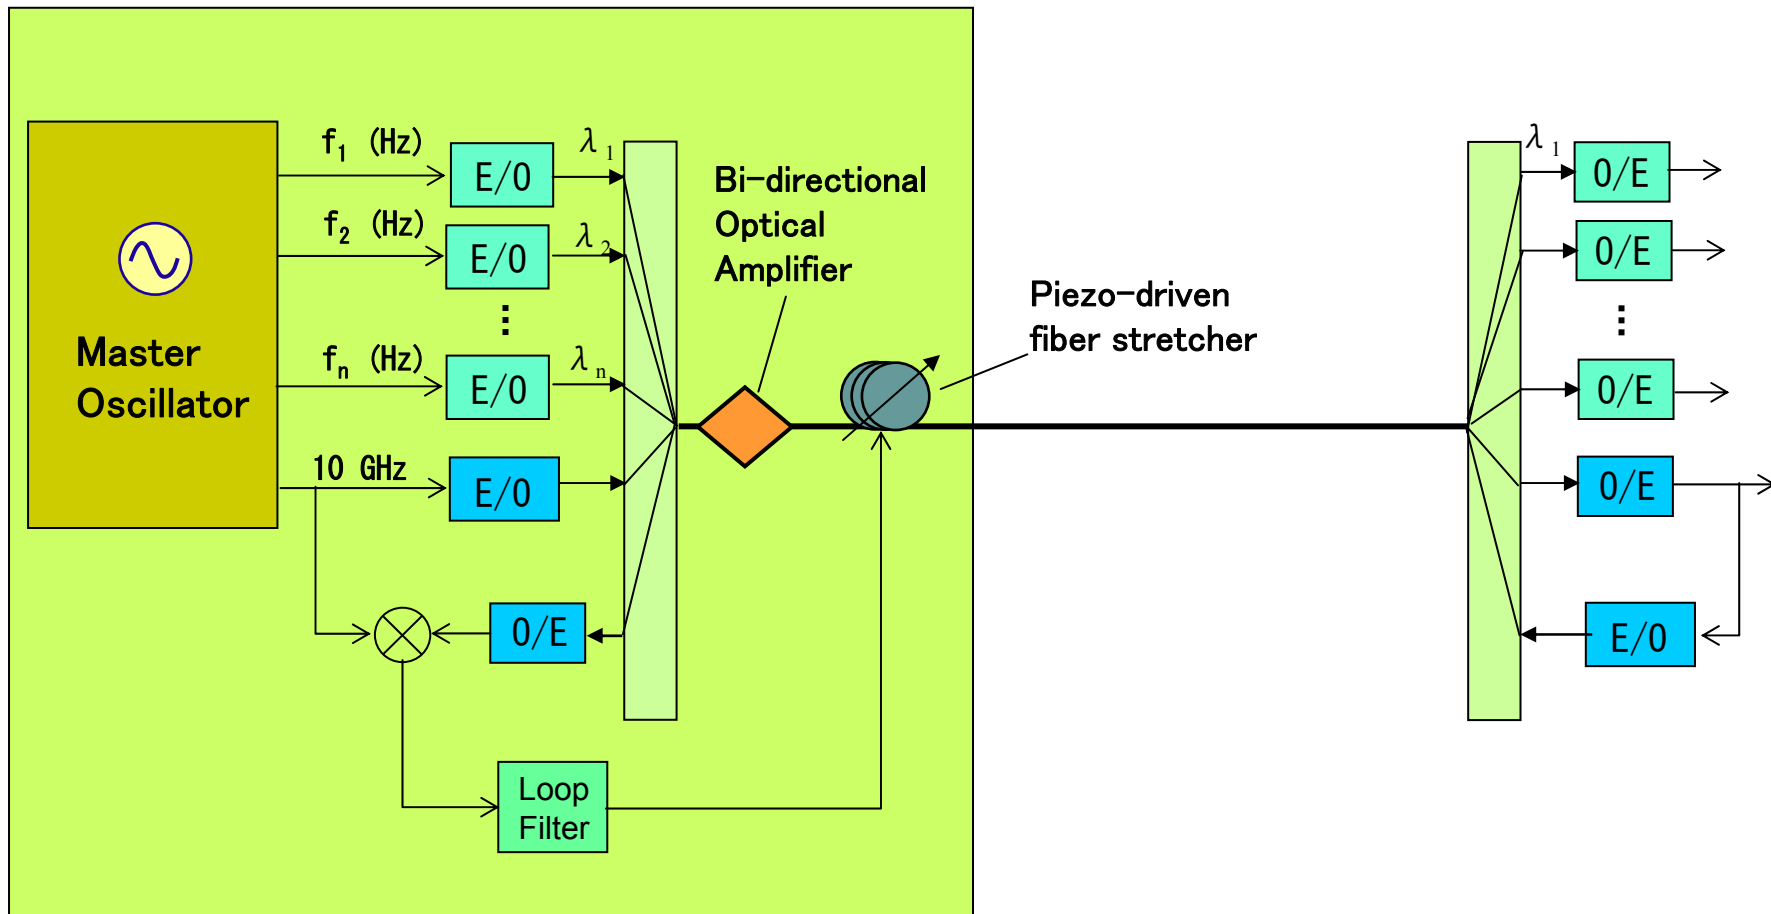 f1 (Hz)
E/O
λ1
f2 (Hz)
E/O
λ2
⋮
fn (Hz)
E/O
λn
10 GHz
E/O
O/E
Master
Oscillator
Loop
Filter
Bi-directional
Optical
Amplifier
Piezo-driven
fiber stretcher
λ1
O/E
O/E
⋮
O/E
O/E
E/O